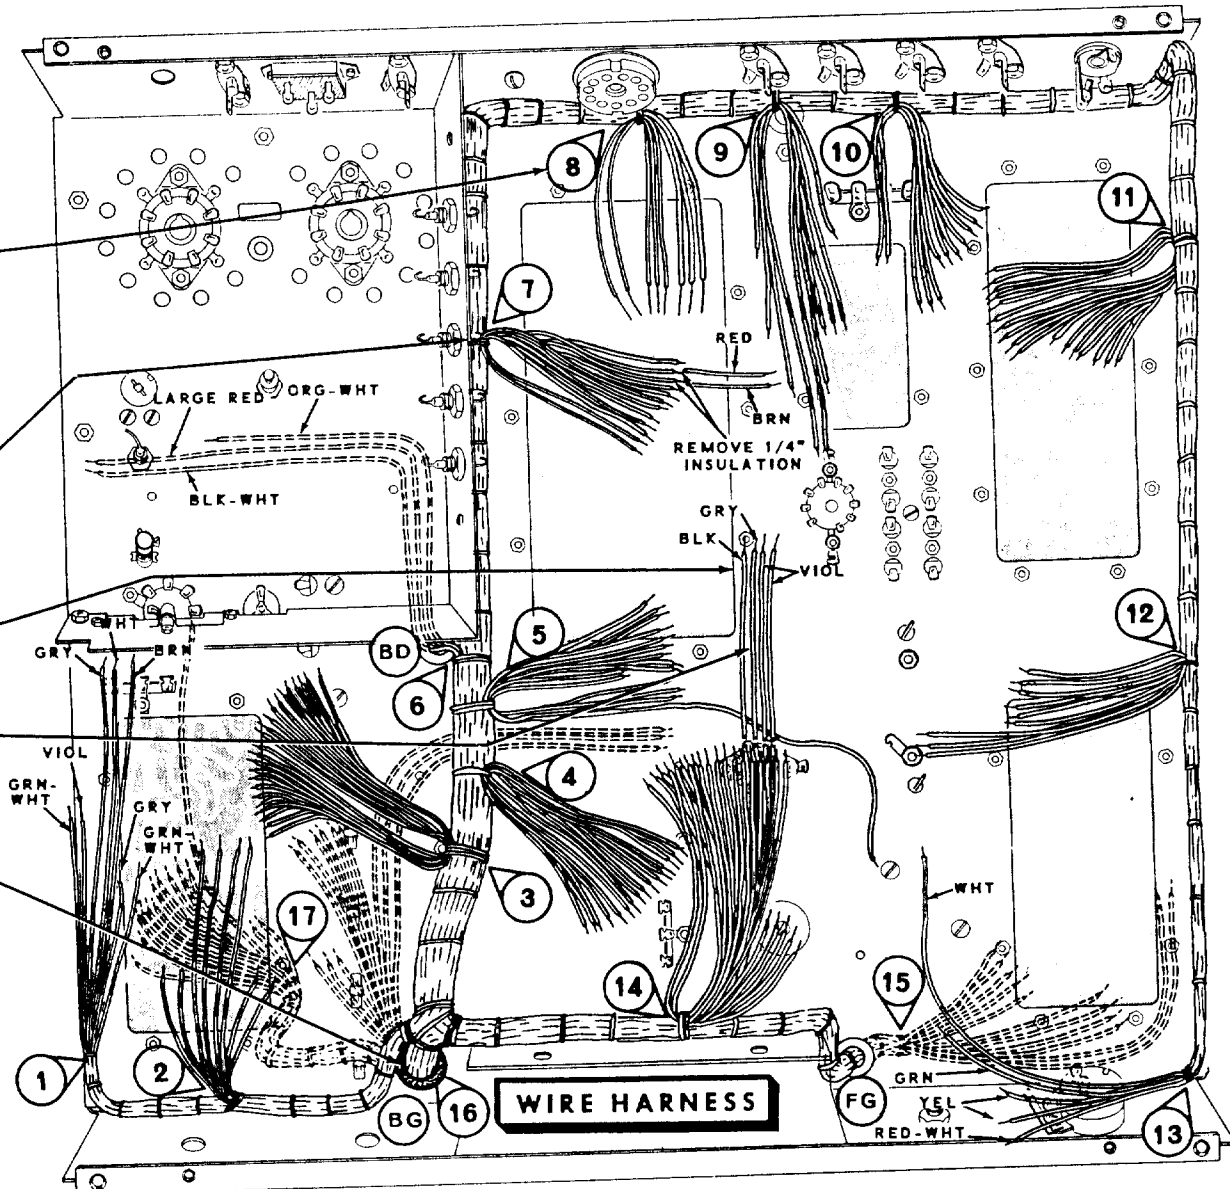 8
9
10
11
7
RED
LARGE RED
ORG-WHT
BRN
REMOVE 1/4"
INSULATION
BLK-WHT
GRY
BLK
VIOL
12
WHT
GRY
BRN
BD
5
6
VIOL
GRN-
WHT
GRY
GRN-
WHT
4
3
17
WHT
14
15
1
2
GRN
WIRE HARNESS
BG
16
FG
YEL
RED-WHT
13